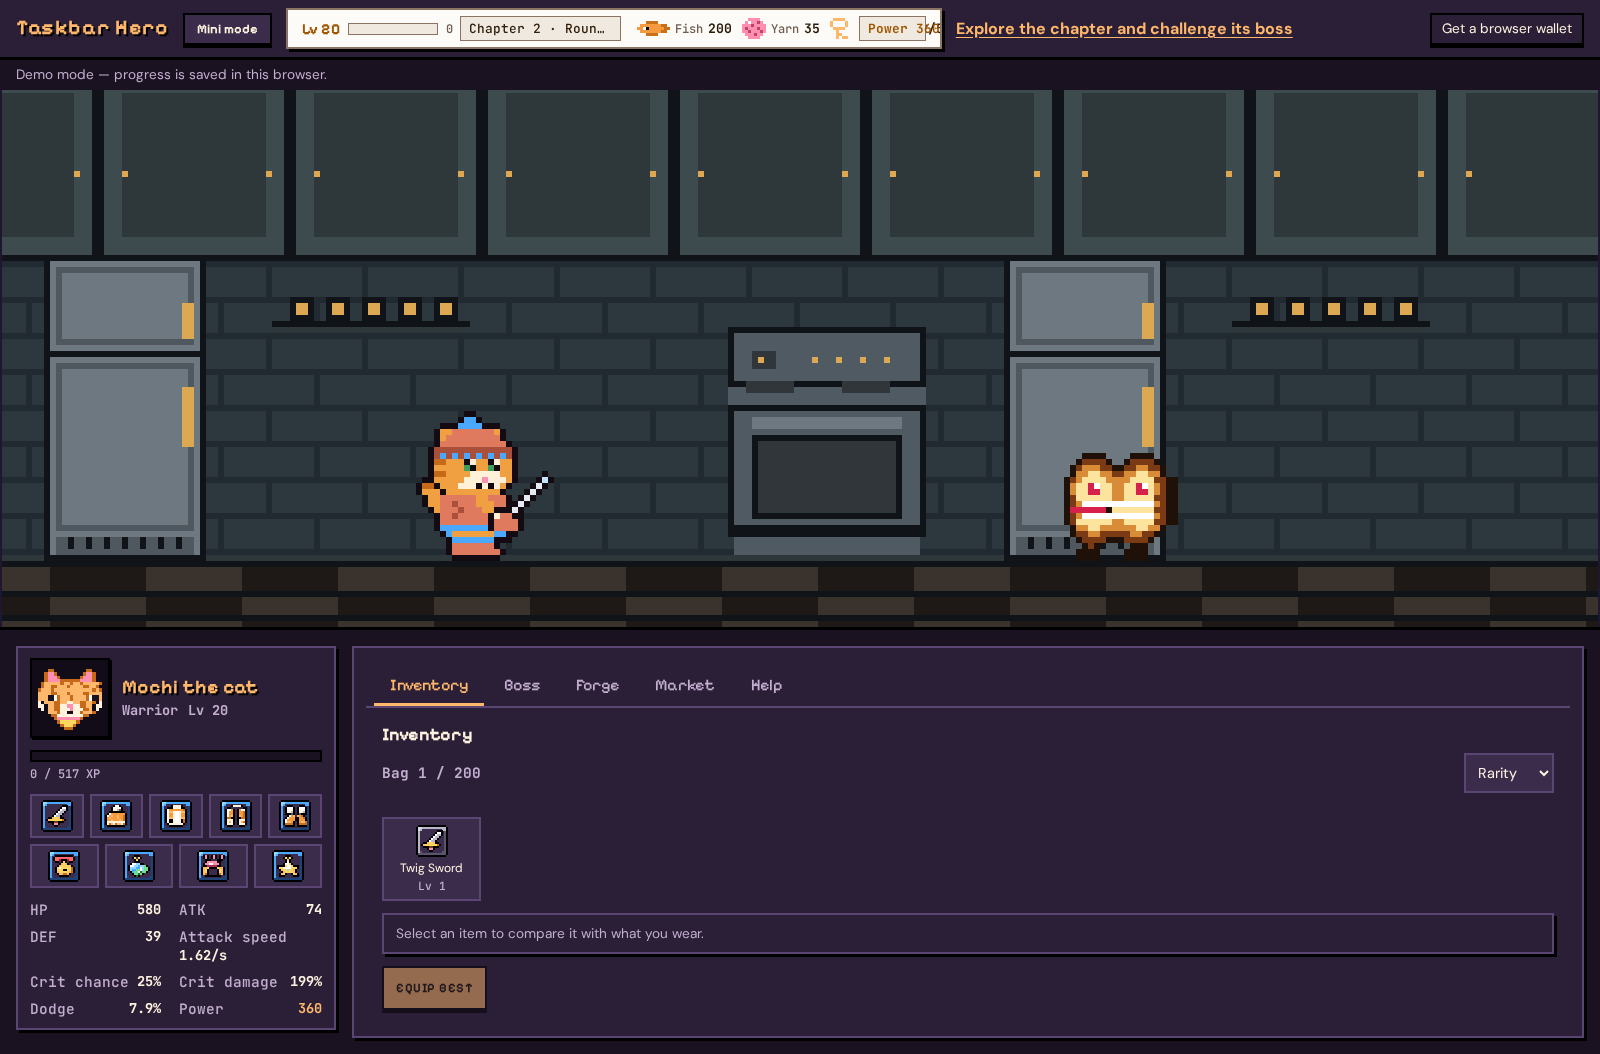 Taskbar Hero
Mini mode
Lv 20
0
Chapter 2 · Roun…
Fish 200
Yarn 35
Power 360
Explore the chapter and challenge its boss
Get a browser wallet
Demo mode — progress is saved in this browser.
Mochi the cat
Warrior Lv 20
0 / 517 XP
HP 580
ATK 74
DEF 39
Attack speed
1.62/s
Crit chance 25%
Crit damage 199%
Dodge 7.9%
Power 360
Inventory
Boss
Forge
Market
Help
Inventory
Bag 1 / 200
Rarity
Twig Sword
Lv 1
Select an item to compare it with what you wear.
EQUIP BEST